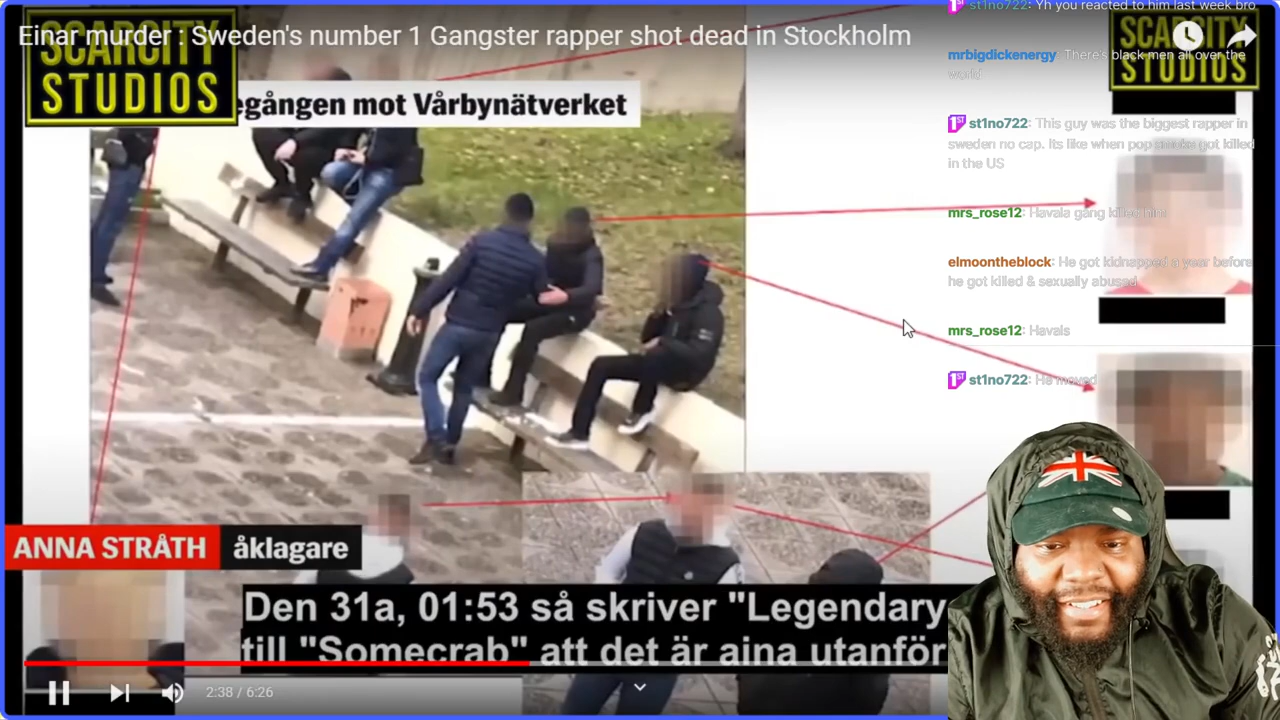 Einar murder : Sweden's number 1 Gangster rapper shot dead in Stockholm
SCARCITY
STUDIOS
SCARCITY
STUDIOS
egången mot Vårbynätverket
st1no722: Yh you reacted to him last week bro
mrbigdickenergy: There's black men all over the
world
1ST st1no722: This guy was the biggest rapper in
sweden no cap. Its like when pop smoke got killed
in the US
mrs_rose12: Havala gang killed him
elmoontheblock: He got kidnapped a year before
he got killed & sexually abused
mrs_rose12: Havals
1ST st1no722: He moved
ANNA STRÅTH åklagare
Den 31a, 01:53 så skriver "Legendary
till "Somecrab" att det är aina utanför
2:38 / 6:26